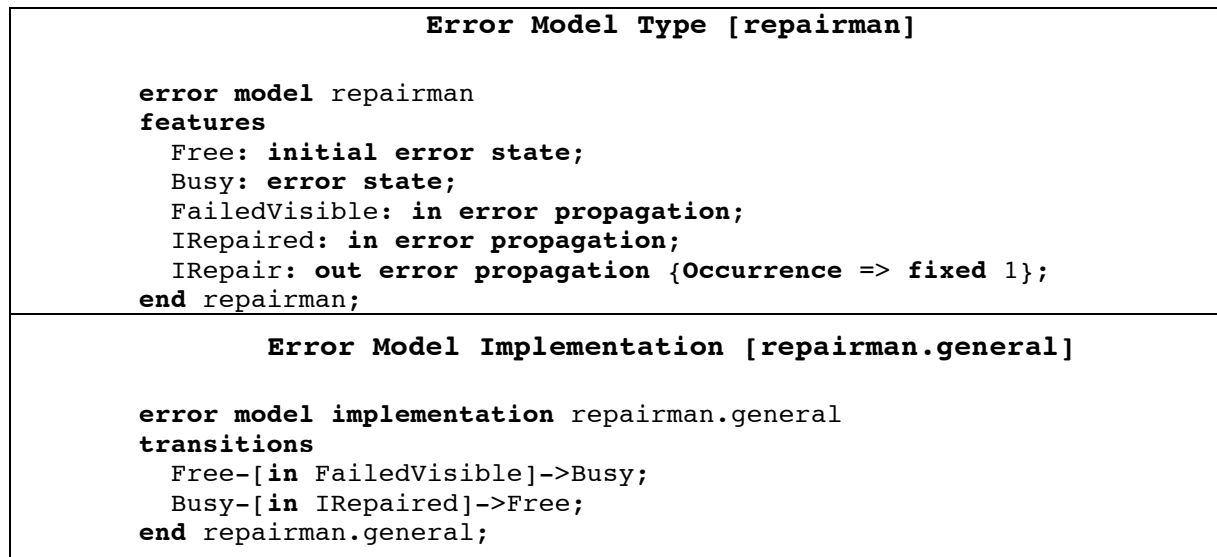 Error Model Type [repairman]
error model repairman
features
Free: initial error state;
Busy: error state;
FailedVisible: in error propagation;
IRepaired: in error propagation;
IRepair: out error propagation {Occurrence => fixed 1};
end repairman;
Error Model Implementation [repairman.general]
error model implementation repairman.general
transitions
Free-[in FailedVisible]->Busy;
Busy-[in IRepaired]->Free;
end repairman.general;